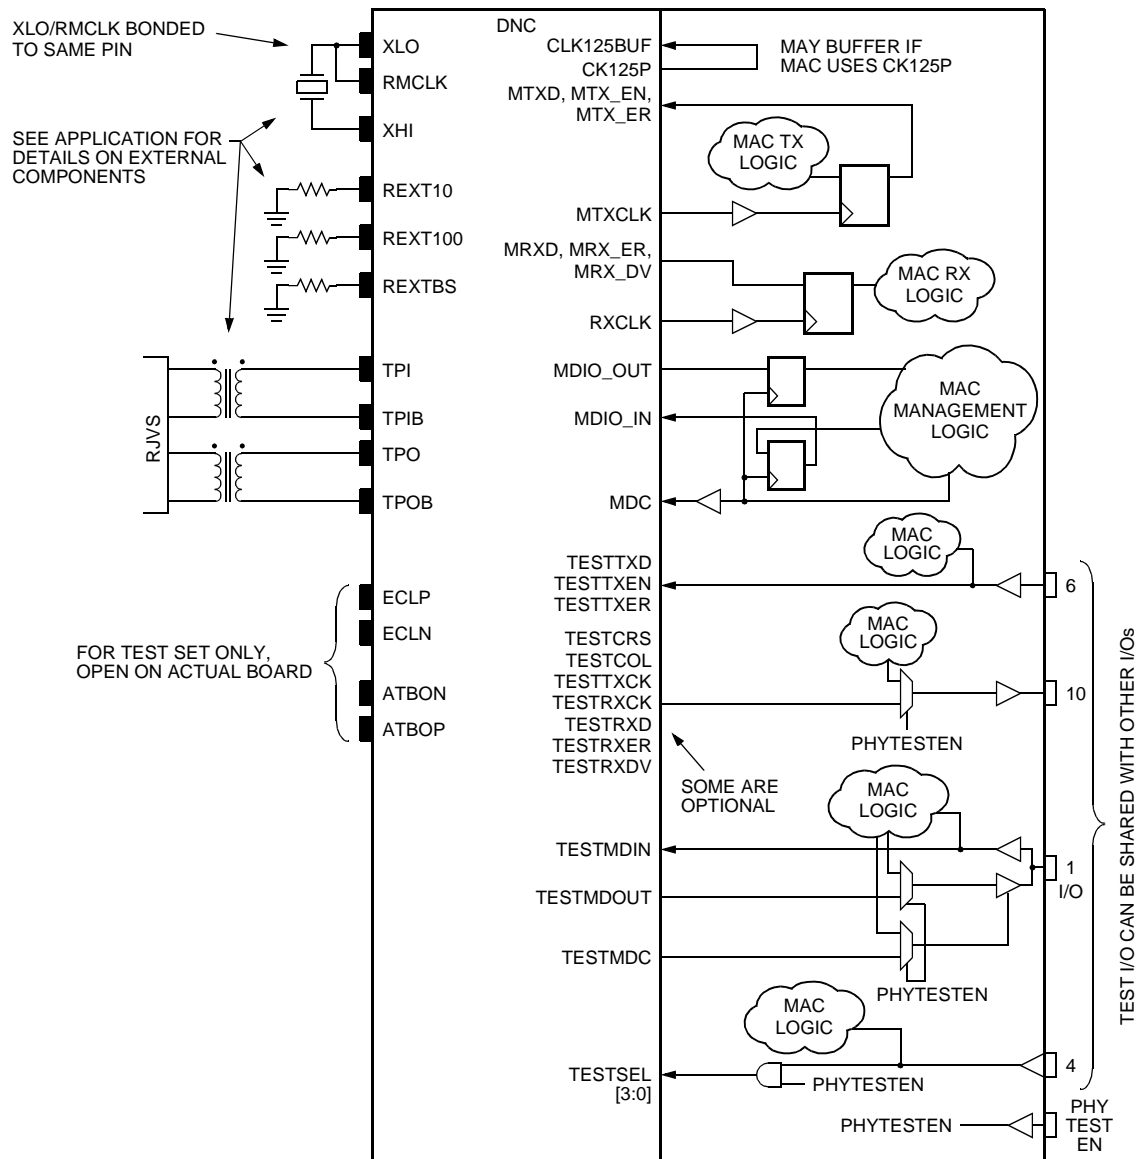 XLO/RMCLK BONDED
TO SAME PIN
SEE APPLICATION FOR
DETAILS ON EXTERNAL
COMPONENTS
RJVS
FOR TEST SET ONLY,
OPEN ON ACTUAL BOARD
XLO
RMCLK
XHI
REXT10
REXT100
REXTBS
TPI
TPIB
TPO
TPOB
ECLP
ECLN
ATBON
ATBOP
DNC
CLK125BUF
CK125P
MTXD, MTX_EN,
MTX_ER
MTXCLK
MRXD, MRX_ER,
MRX_DV
RXCLK
MDIO_OUT
MDIO_IN
MDC
TESTTXD
TESTTXEN
TESTTXER
TESTCRS
TESTCOL
TESTTXCK
TESTRXCK
TESTRXD
TESTRXER
TESTRXDV
TESTMDIN
TESTMDOUT
TESTMDC
TESTSEL
[3:0]
MAY BUFFER IF
MAC USES CK125P
MAC TX
LOGIC
MAC RX
LOGIC
MAC
MANAGEMENT
LOGIC
MAC
LOGIC
MAC
LOGIC
PHYTESTEN
SOME ARE
OPTIONAL
MAC
LOGIC
PHYTESTEN
MAC
LOGIC
PHYTESTEN
PHYTESTEN
6
10
1
I/O
4
PHY
TEST
EN
TEST I/O CAN BE SHARED WITH OTHER I/Os